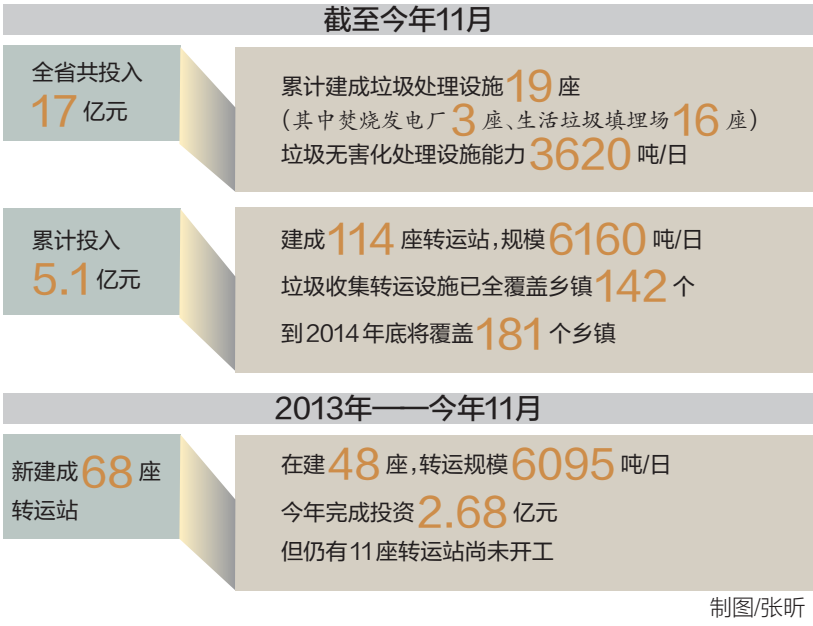 截至今年11月
全省共投入
17亿元
累计建成垃圾处理设施19座
(其中焚烧发电厂3座、生活垃圾填埋场16座)
垃圾无害化处理设施能力3620吨/日
累计投入
5.1亿元
建成114座转运站,规模6160吨/日
垃圾收集转运设施已全覆盖乡镇142个
到2014年底将覆盖181个乡镇
2013年——今年11月
新建成68座
转运站
在建48座,转运规模6095吨/日
今年完成投资2.68亿元
但仍有11座转运站尚未开工
制图/张昕